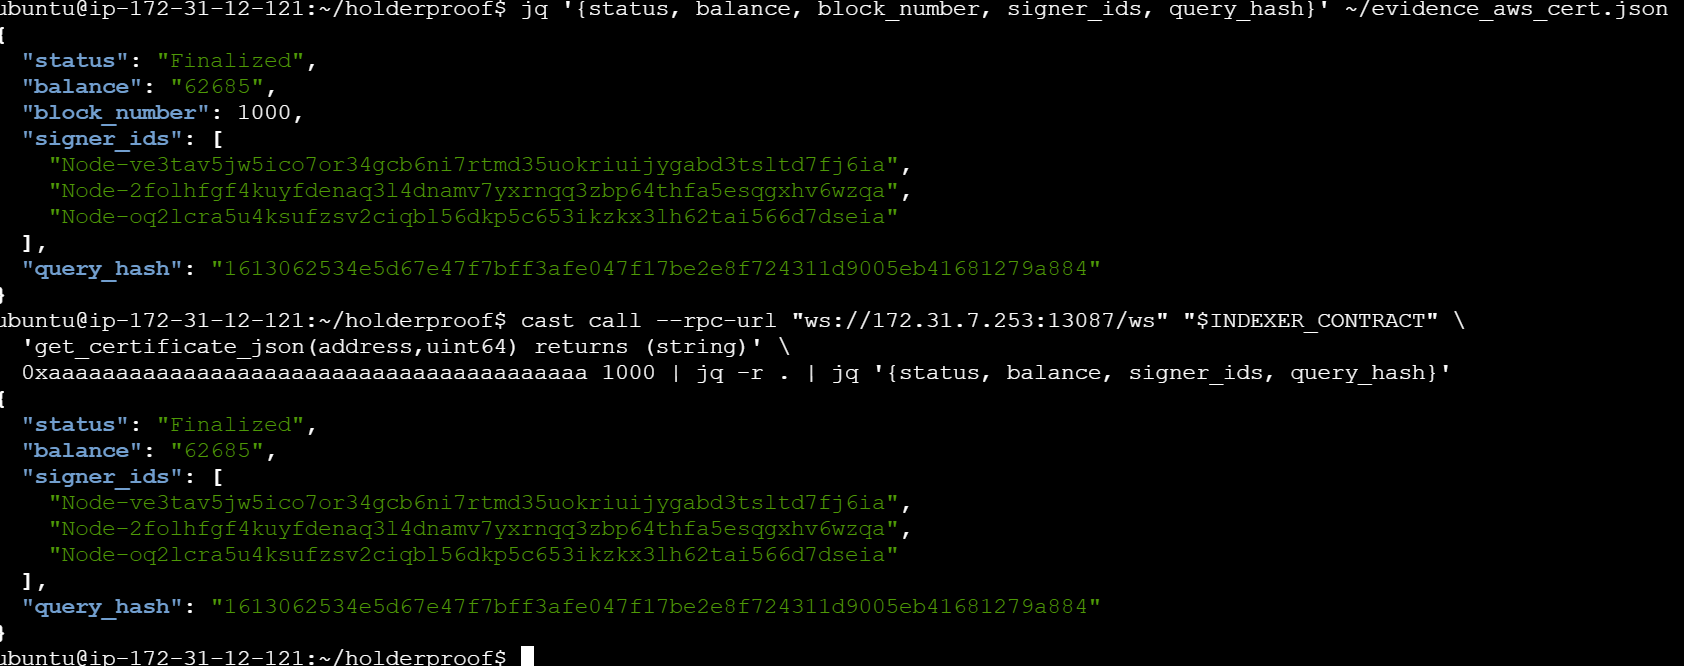 ubuntu@ip-172-31-12-121:~/holderproof$ jq '{status, balance, block_number, signer_ids, query_hash}' ~/evidence_aws_cert.json
{
  "status": "Finalized",
  "balance": "62685",
  "block_number": 1000,
  "signer_ids": [
    "Node-ve3tav5jw5ico7or34gcb6ni7rtmd35uokriuijygabd3tsltd7fj6ia",
    "Node-2folhfgf4kuyfdenaq3l4dnamv7yxrnqq3zbp64thfa5esqgxhv6wzqa",
    "Node-oq2lcra5u4ksufzsv2ciqbl56dkp5c653ikzkx3lh62tai566d7dseia"
  ],
  "query_hash": "1613062534e5d67e47f7bff3afe047f17be2e8f724311d9005eb41681279a884"
}
ubuntu@ip-172-31-12-121:~/holderproof$ cast call --rpc-url "ws://172.31.7.253:13087/ws" "$INDEXER_CONTRACT" \
  'get_certificate_json(address,uint64) returns (string)' \
  0xaaaaaaaaaaaaaaaaaaaaaaaaaaaaaaaaaaaaaaaa 1000 | jq -r . | jq '{status, balance, signer_ids, query_hash}'
{
  "status": "Finalized",
  "balance": "62685",
  "signer_ids": [
    "Node-ve3tav5jw5ico7or34gcb6ni7rtmd35uokriuijygabd3tsltd7fj6ia",
    "Node-2folhfgf4kuyfdenaq3l4dnamv7yxrnqq3zbp64thfa5esqgxhv6wzqa",
    "Node-oq2lcra5u4ksufzsv2ciqbl56dkp5c653ikzkx3lh62tai566d7dseia"
  ],
  "query_hash": "1613062534e5d67e47f7bff3afe047f17be2e8f724311d9005eb41681279a884"
}
ubuntu@ip-172-31-12-121:~/holderproof$